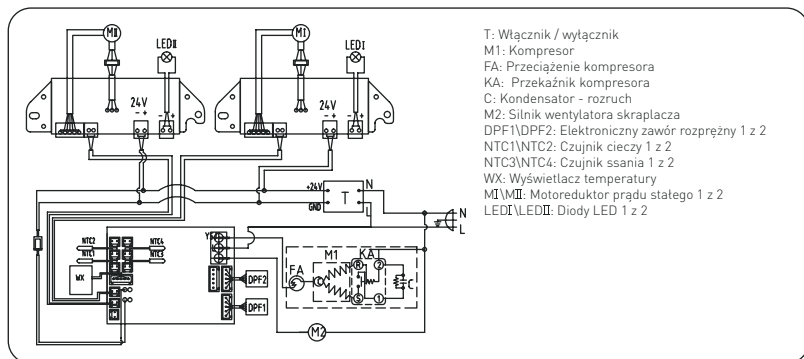 MⅡ
LEDⅡ
24V
- +
- +
MⅠ
LEDⅠ
24V
- +
- +
+24V
GND
T
N
L
N
L
NTC2
NTC4
NTC1
NTC3
WX
DPF2
DPF1
FA
M1
C
R
S
KA
2
1
C
M2
T: Włącznik / wyłącznik
M1: Kompresor
FA: Przeciążenie kompresora
KA: Przekaźnik kompresora
C: Kondensator - rozruch
M2: Silnik wentylatora skraplacza
DPF1\DPF2: Elektroniczny zawór rozprężny 1 z 2
NTC1\NTC2: Czujnik cieczy 1 z 2
NTC3\NTC4: Czujnik ssania 1 z 2
WX: Wyświetlacz temperatury
MⅠ\MⅡ: Motoreduktor prądu stałego 1 z 2
LEDⅠ\LEDⅡ: Diody LED 1 z 2